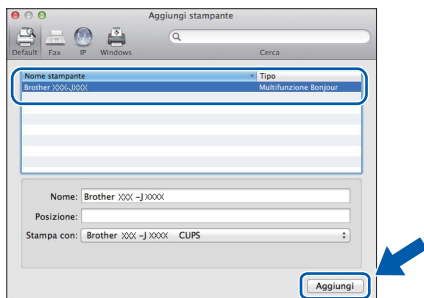 Aggiungi stampante
Default Fax IP Windows Cerca
Nome stampante Tipo
Brother XXX-JXXX Multifunzione Bonjour
Nome: Brother XXX -J XXXX
Posizione:
Stampa con: Brother XXX -J XXXX CUPS
Aggiungi